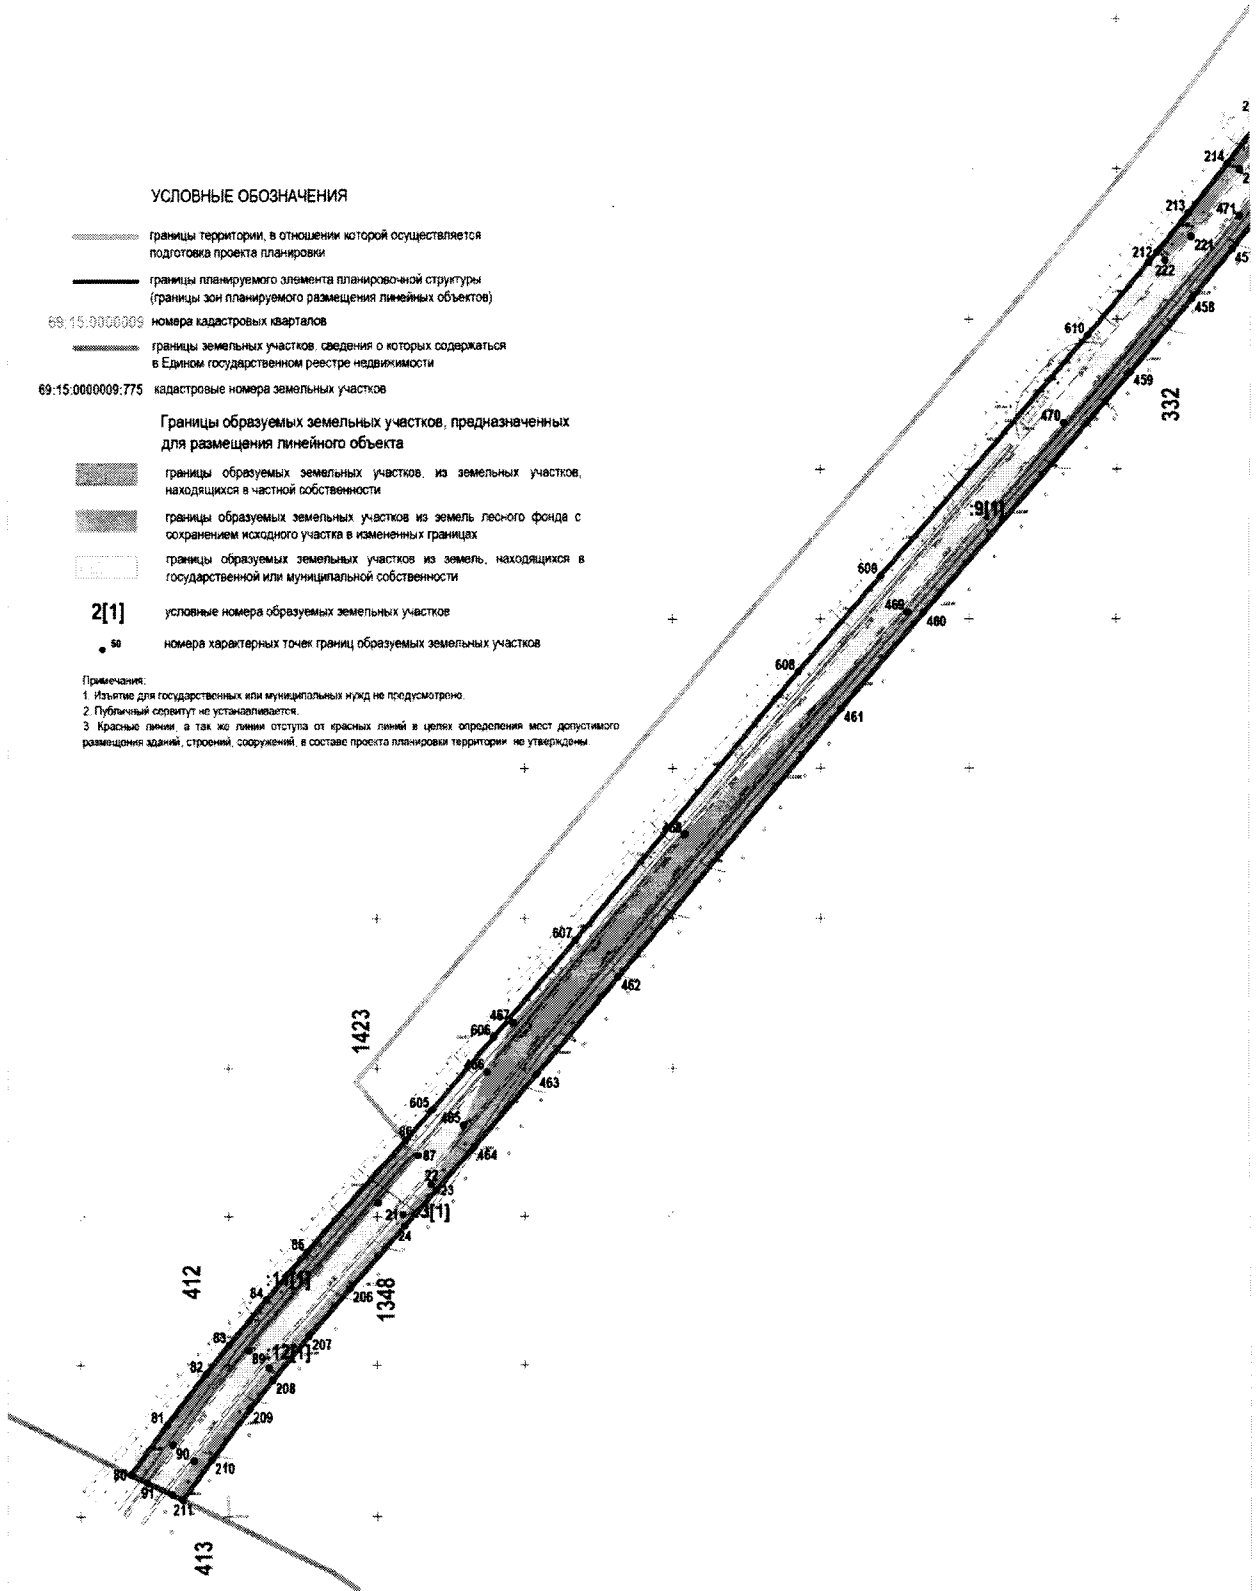 УСЛОВНЫЕ ОБОЗНАЧЕНИЯ
границы территории, в отношении которой осуществляется
подготовка проекта планировки
границы планируемого элемента планировочной структуры
(границы зон планируемого размещения линейных объектов)
69:15:0000009 номера кадастровых кварталов
границы земельных участков, сведения о которых содержаться
в Едином государственном реестре недвижимости
69:15:0000009:775 кадастровые номера земельных участков
Границы образуемых земельных участков, предназначенных
для размещения линейного объекта
границы образуемых земельных участков, из земельных участков,
находящихся в частной собственности
границы образуемых земельных участков из земель лесного фонда с
сохранением исходного участка в измененных границах
границы образуемых земельных участков из земель, находящихся в
государственной или муниципальной собственности
2[1] условные номера образуемых земельных участков
50 номера характерных точек границ образуемых земельных участков
Примечания:
1. Изъятие для государственных или муниципальных нужд не предусмотрено.
2. Публичный сервитут не устанавливается.
3. Красные линии, а так же линии отступа от красных линий в целях определения мест допустимого
размещения зданий, строений, сооружений, в составе проекта планировки территории не утверждены.
214
213
471
221
212
222
458
610
459
332
470
:9[1]
609
469
460
608
461
468
607
462
1423
467
606
466
463
605
465
86
464
87
22
23
21
24
85
412
84
206
1348
83
207
:12[1]
89
82
208
209
81
90
210
80
91
211
413